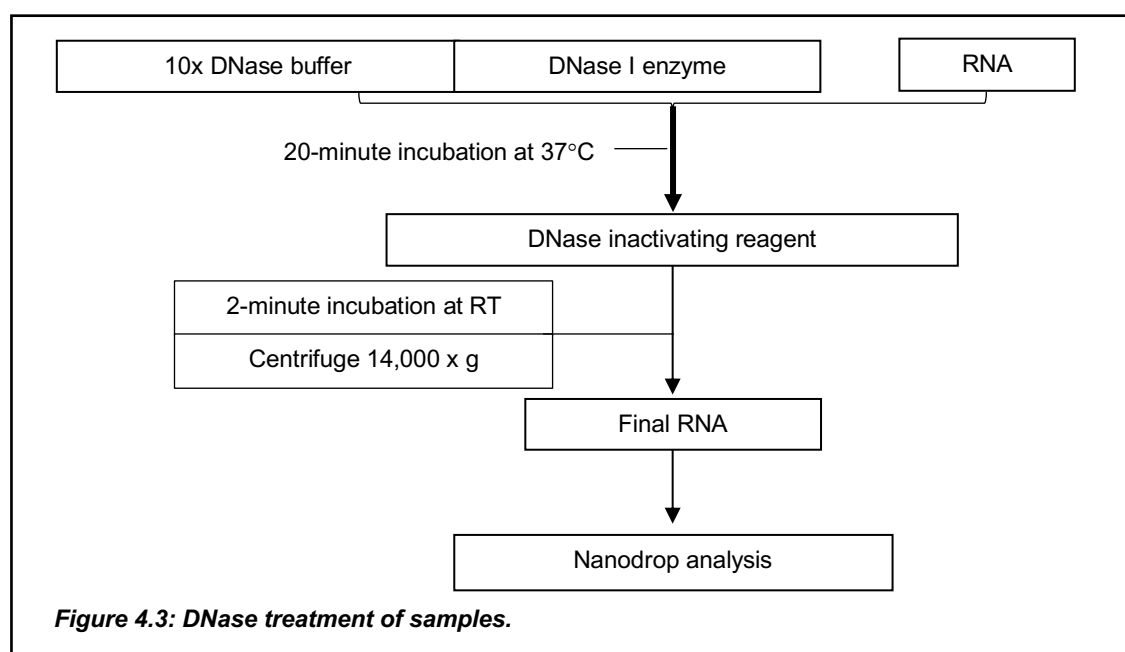 10x DNase buffer
DNase I enzyme
RNA
20-minute incubation at 37°C
DNase inactivating reagent
2-minute incubation at RT
Centrifuge 14,000 x g
Final RNA
Nanodrop analysis
Figure 4.3: DNase treatment of samples.